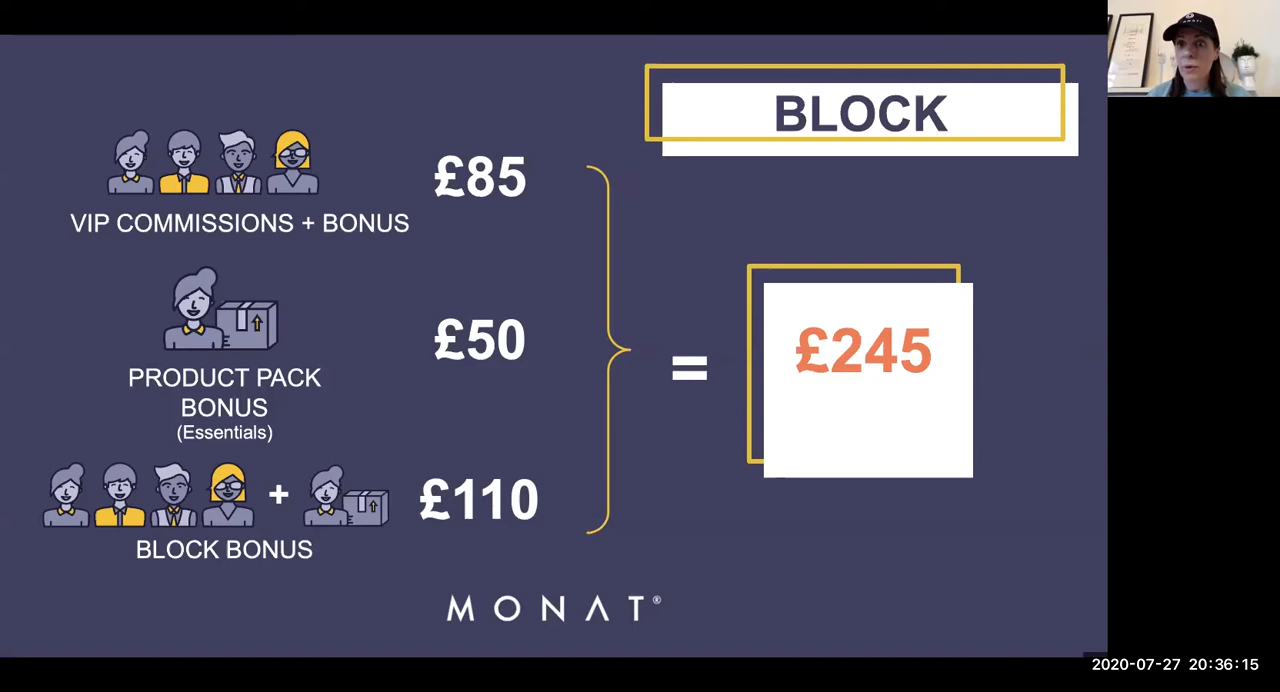 BLOCK
£85
VIP COMMISSIONS + BONUS
£50
PRODUCT PACK
BONUS
(Essentials)
=
£245
+
£110
BLOCK BONUS
MONAT®
2020-07-27 20:36:15